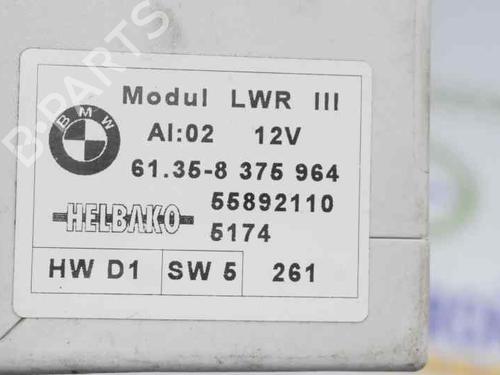 B-PARTS
BMW
Modul LWR III
AI:02 12V
61.35-8 375 964
55892110
HELBAKO 5174
HW D1 SW 5 261